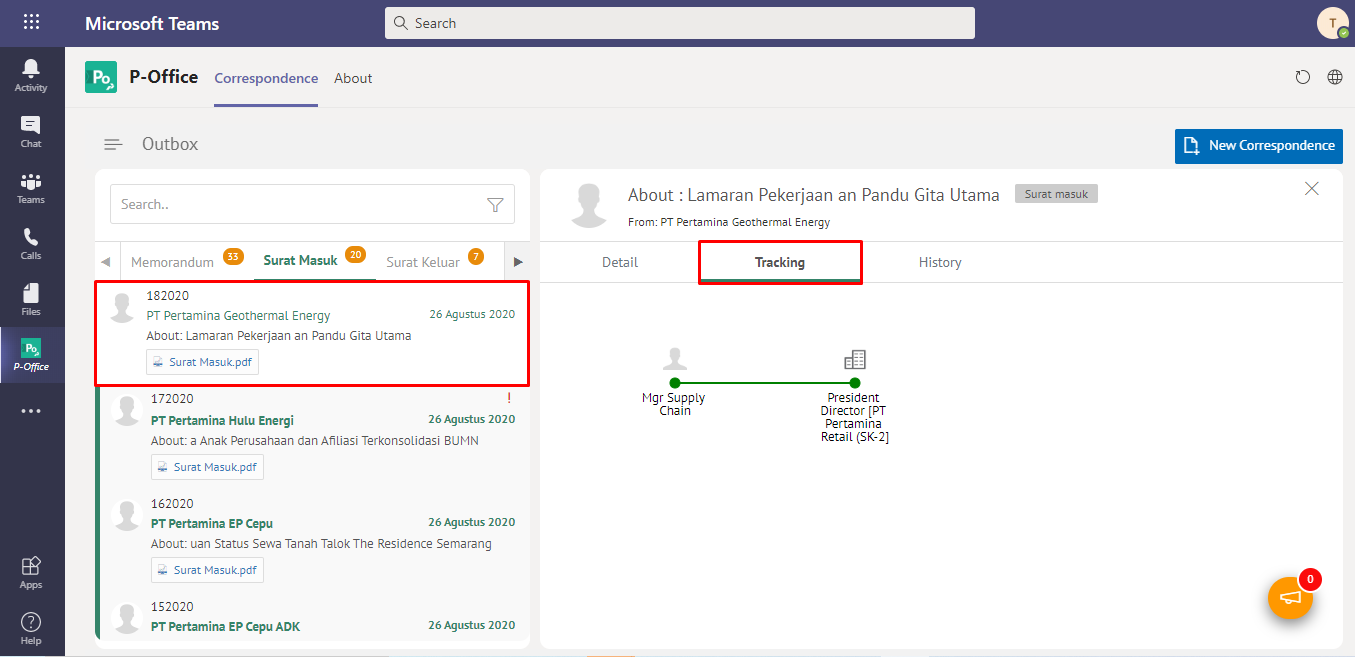 Microsoft Teams
Search
T
Activity
Chat
Teams
Calls
Files
Po
P-Office
Apps
Help
Po
P-Office
Correspondence
About
Outbox
New Correspondence
Search..
Memorandum 33
Surat Masuk 20
Surat Keluar 7
182020
PT Pertamina Geothermal Energy 26 Agustus 2020
About: Lamaran Pekerjaan an Pandu Gita Utama
Surat Masuk.pdf
172020 !
PT Pertamina Hulu Energi 26 Agustus 2020
About: a Anak Perusahaan dan Afiliasi Terkonsolidasi BUMN
Surat Masuk.pdf
162020
PT Pertamina EP Cepu 26 Agustus 2020
About: uan Status Sewa Tanah Talok The Residence Semarang
Surat Masuk.pdf
152020
PT Pertamina EP Cepu ADK 26 Agustus 2020
About : Lamaran Pekerjaan an Pandu Gita Utama Surat masuk
From: PT Pertamina Geothermal Energy
Detail
Tracking
History
Mgr Supply
Chain
President
Director [PT
Pertamina
Retail (SK-2]
0